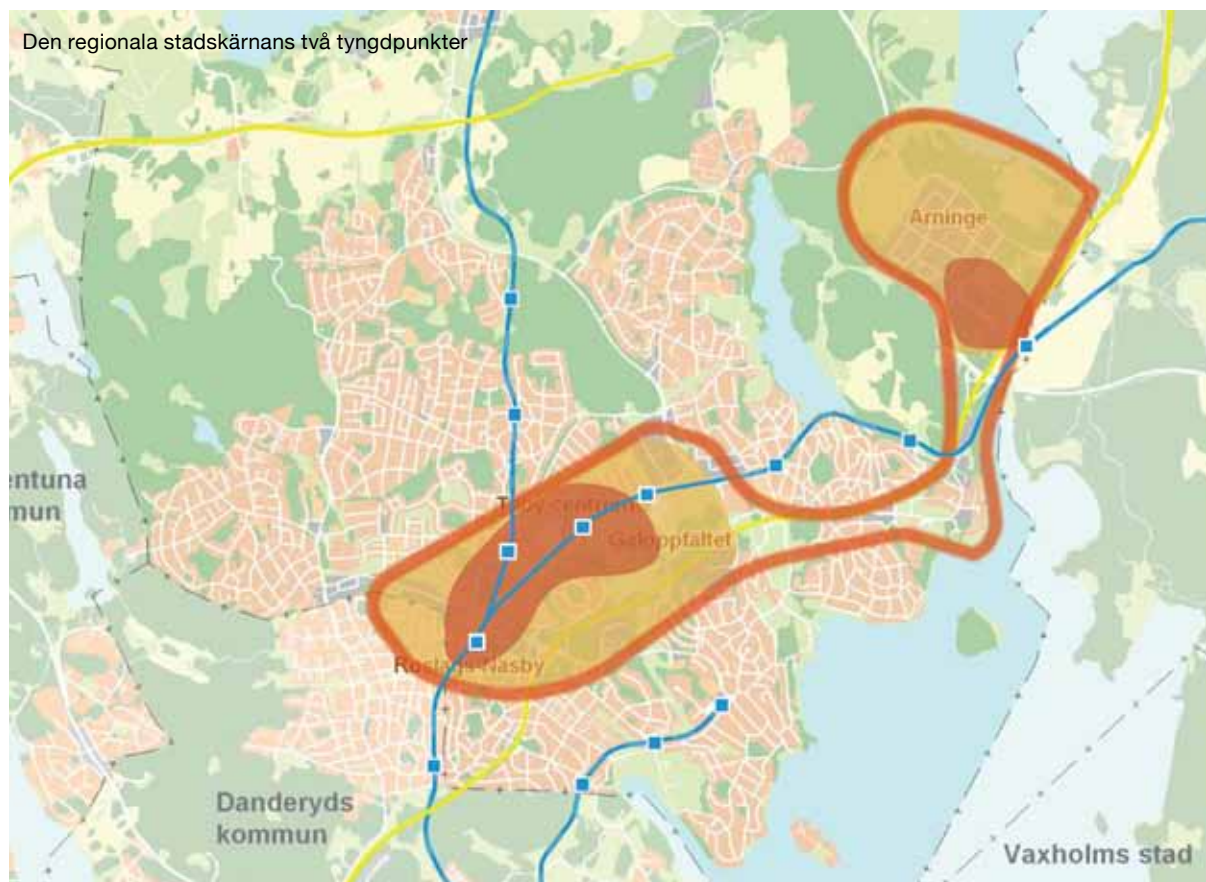 Den regionala stadskärnans två tyngdpunkter
Arninge
entuna
mun
Täby centrum
Galoppfältet
Roslags-Näsby
Danderyds
kommun
Vaxholms stad